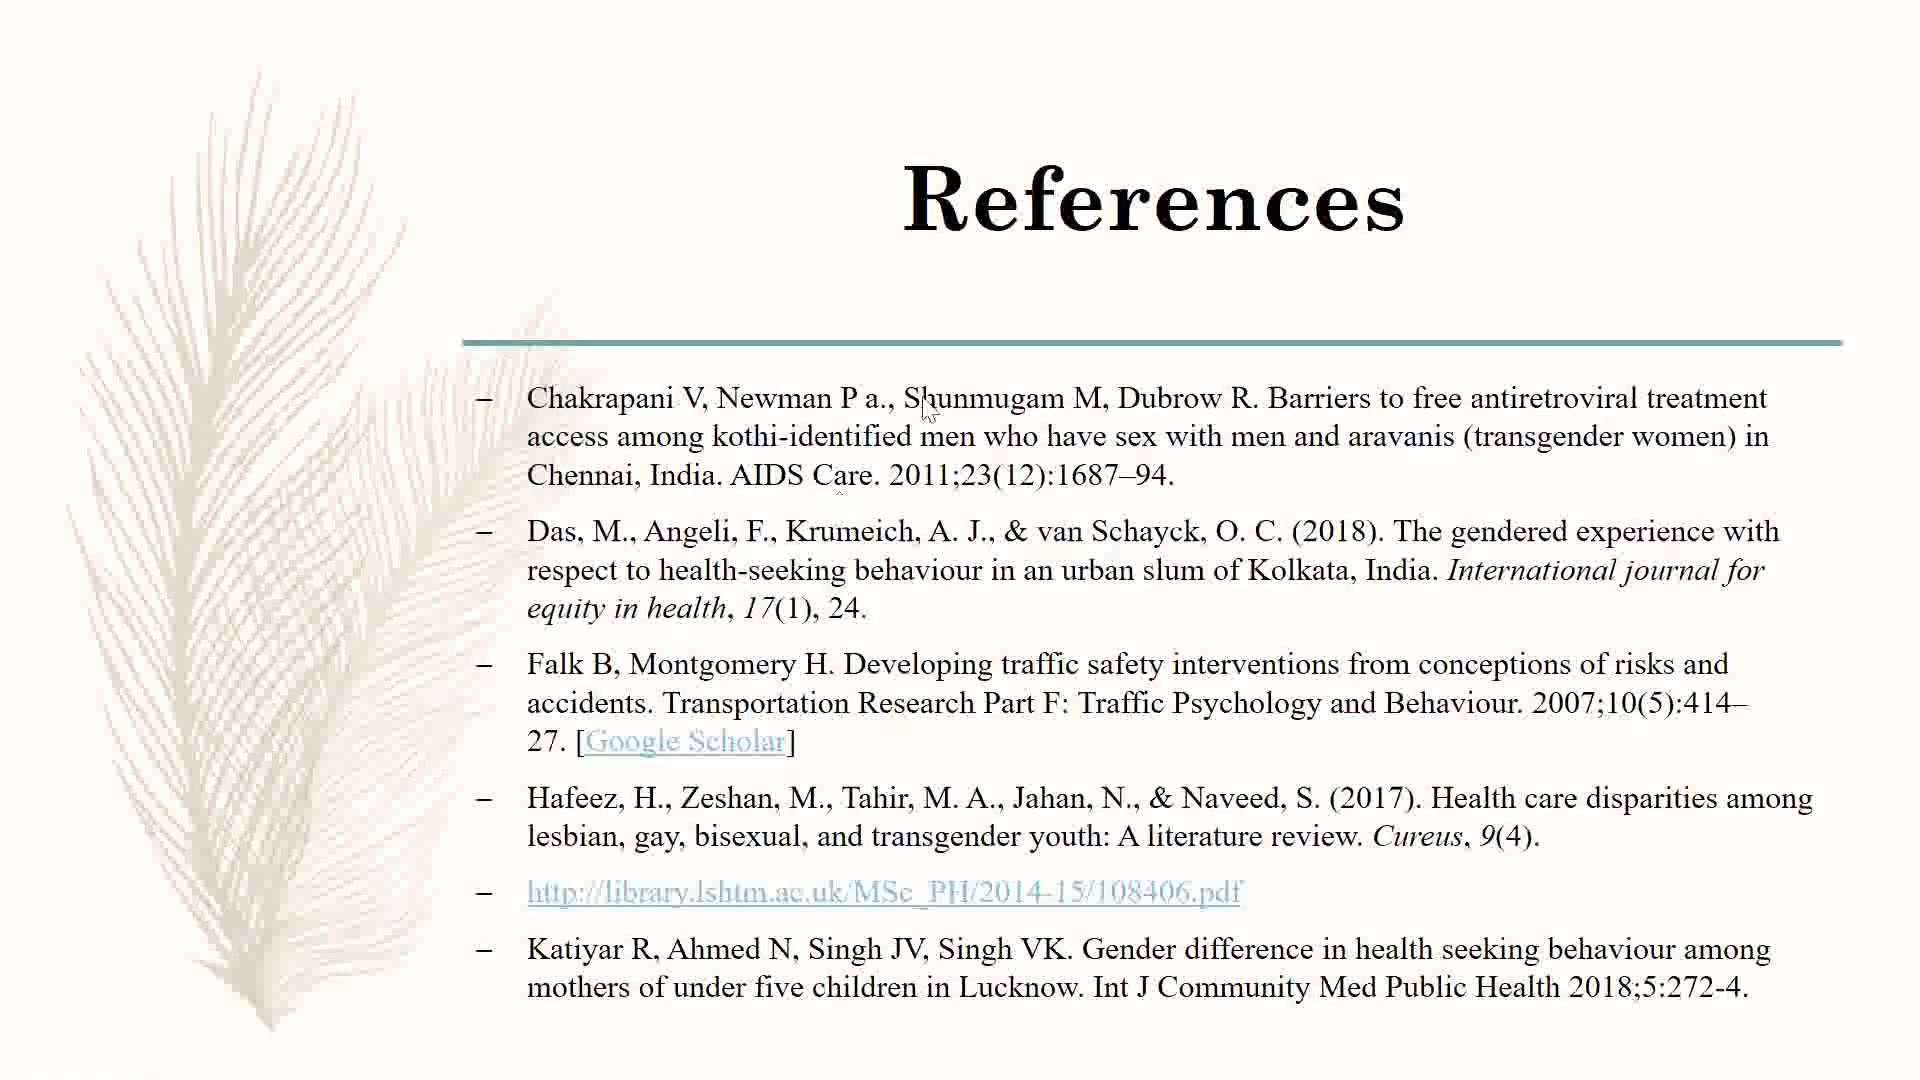 References
– Chakrapani V, Newman P a., Shunmugam M, Dubrow R. Barriers to free antiretroviral treatment
access among kothi-identified men who have sex with men and aravanis (transgender women) in
Chennai, India. AIDS Care. 2011;23(12):1687–94.
– Das, M., Angeli, F., Krumeich, A. J., & van Schayck, O. C. (2018). The gendered experience with
respect to health-seeking behaviour in an urban slum of Kolkata, India. International journal for
equity in health, 17(1), 24.
– Falk B, Montgomery H. Developing traffic safety interventions from conceptions of risks and
accidents. Transportation Research Part F: Traffic Psychology and Behaviour. 2007;10(5):414–
27. [Google Scholar]
– Hafeez, H., Zeshan, M., Tahir, M. A., Jahan, N., & Naveed, S. (2017). Health care disparities among
lesbian, gay, bisexual, and transgender youth: A literature review. Cureus, 9(4).
– http://library.lshtm.ac.uk/MSc_PH/2014-15/108406.pdf
– Katiyar R, Ahmed N, Singh JV, Singh VK. Gender difference in health seeking behaviour among
mothers of under five children in Lucknow. Int J Community Med Public Health 2018;5:272-4.